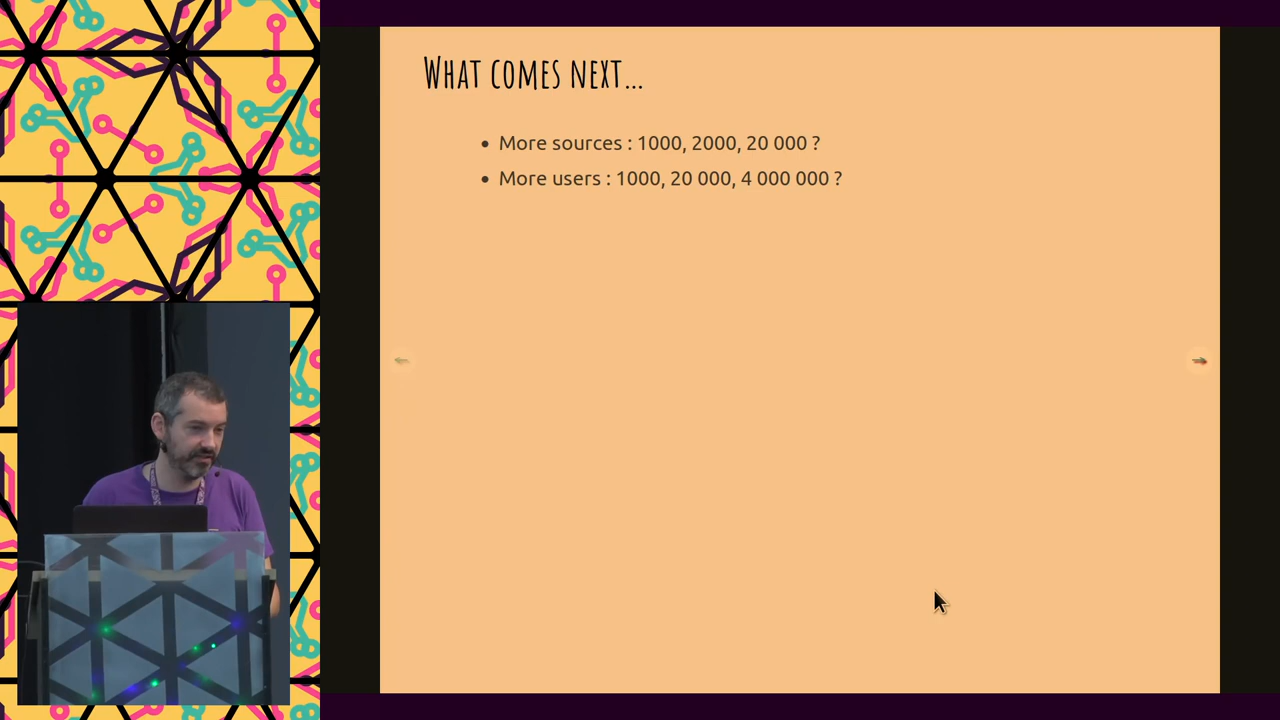 What comes next…
• More sources : 1000, 2000, 20 000 ?
• More users : 1000, 20 000, 4 000 000 ?